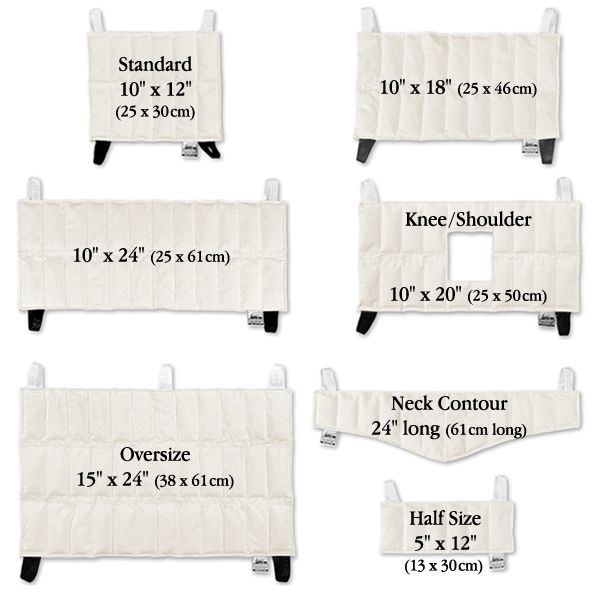 Standard
10" x 12"
(25 x 30cm)
10" x 18" (25 x 46cm)
10" x 24" (25 x 61cm)
Knee/Shoulder
10" x 20" (25 x 50cm)
Oversize
15" x 24" (38 x 61cm)
Neck Contour
24" long (61cm long)
Half Size
5" x 12"
(13 x 30cm)